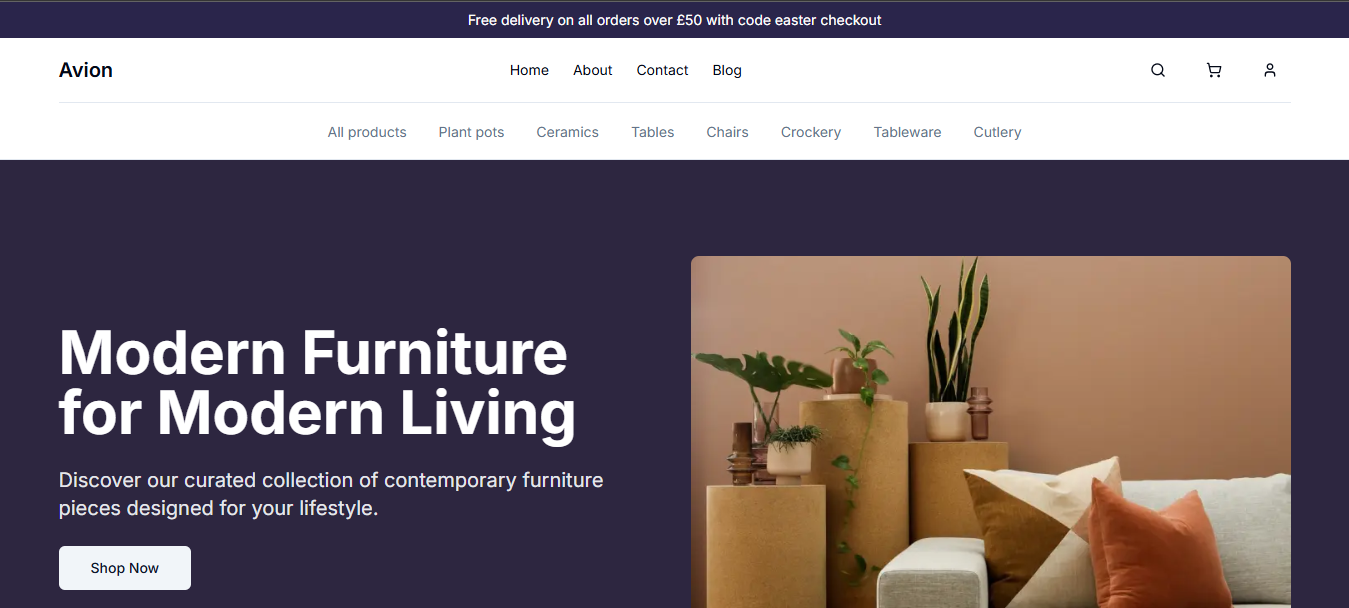 Free delivery on all orders over £50 with code easter checkout
Avion
Home
About
Contact
Blog
All products
Plant pots
Ceramics
Tables
Chairs
Crockery
Tableware
Cutlery
Modern Furniture
for Modern Living
Discover our curated collection of contemporary furniture
pieces designed for your lifestyle.
Shop Now